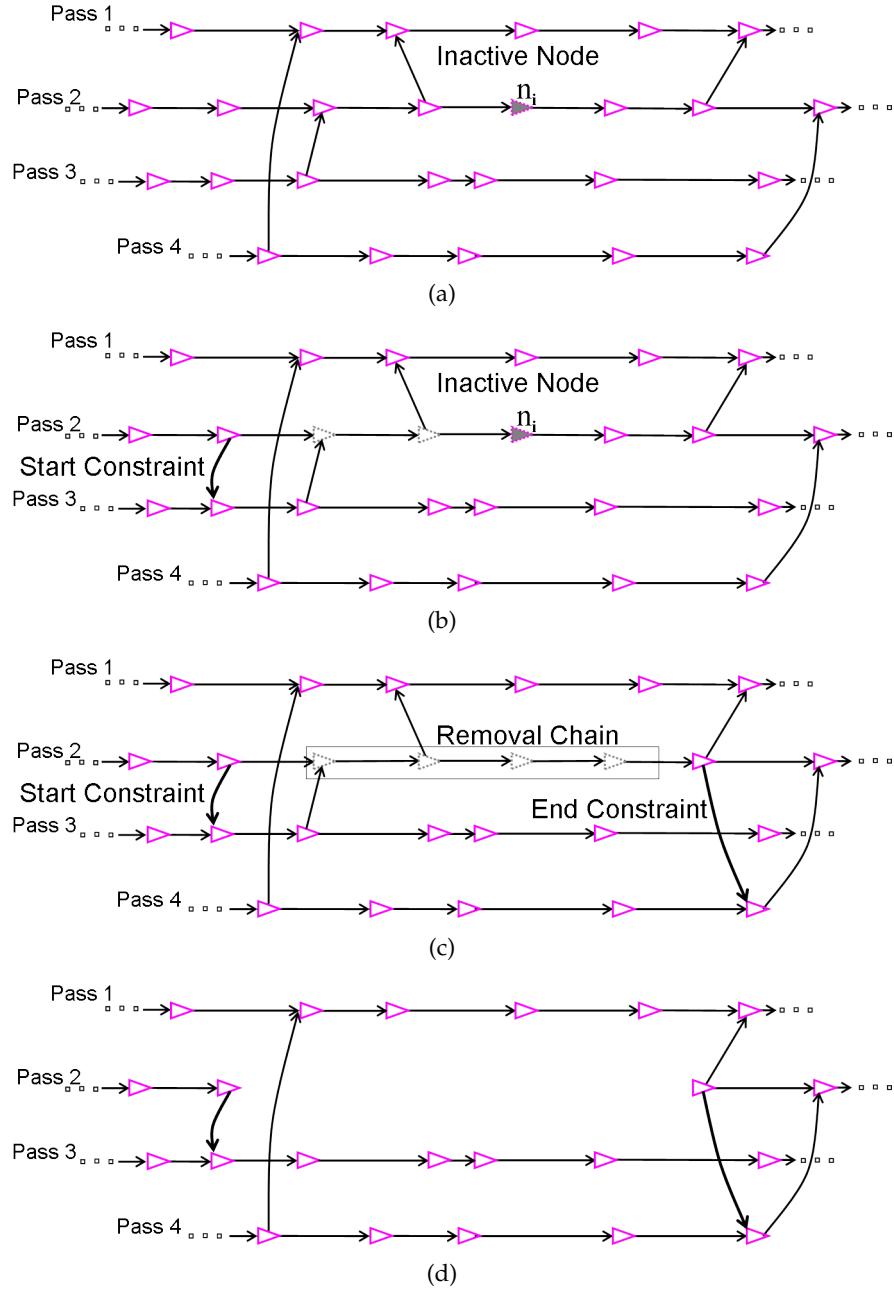 Pass 1
Inactive Node
Pass 2
nᵢ
Pass 3
Pass 4
(a)
Pass 1
Inactive Node
Pass 2
nᵢ
Start Constraint
Pass 3
Pass 4
(b)
Pass 1
Removal Chain
Pass 2
Start Constraint
End Constraint
Pass 3
Pass 4
(c)
Pass 1
Pass 2
Pass 3
Pass 4
(d)